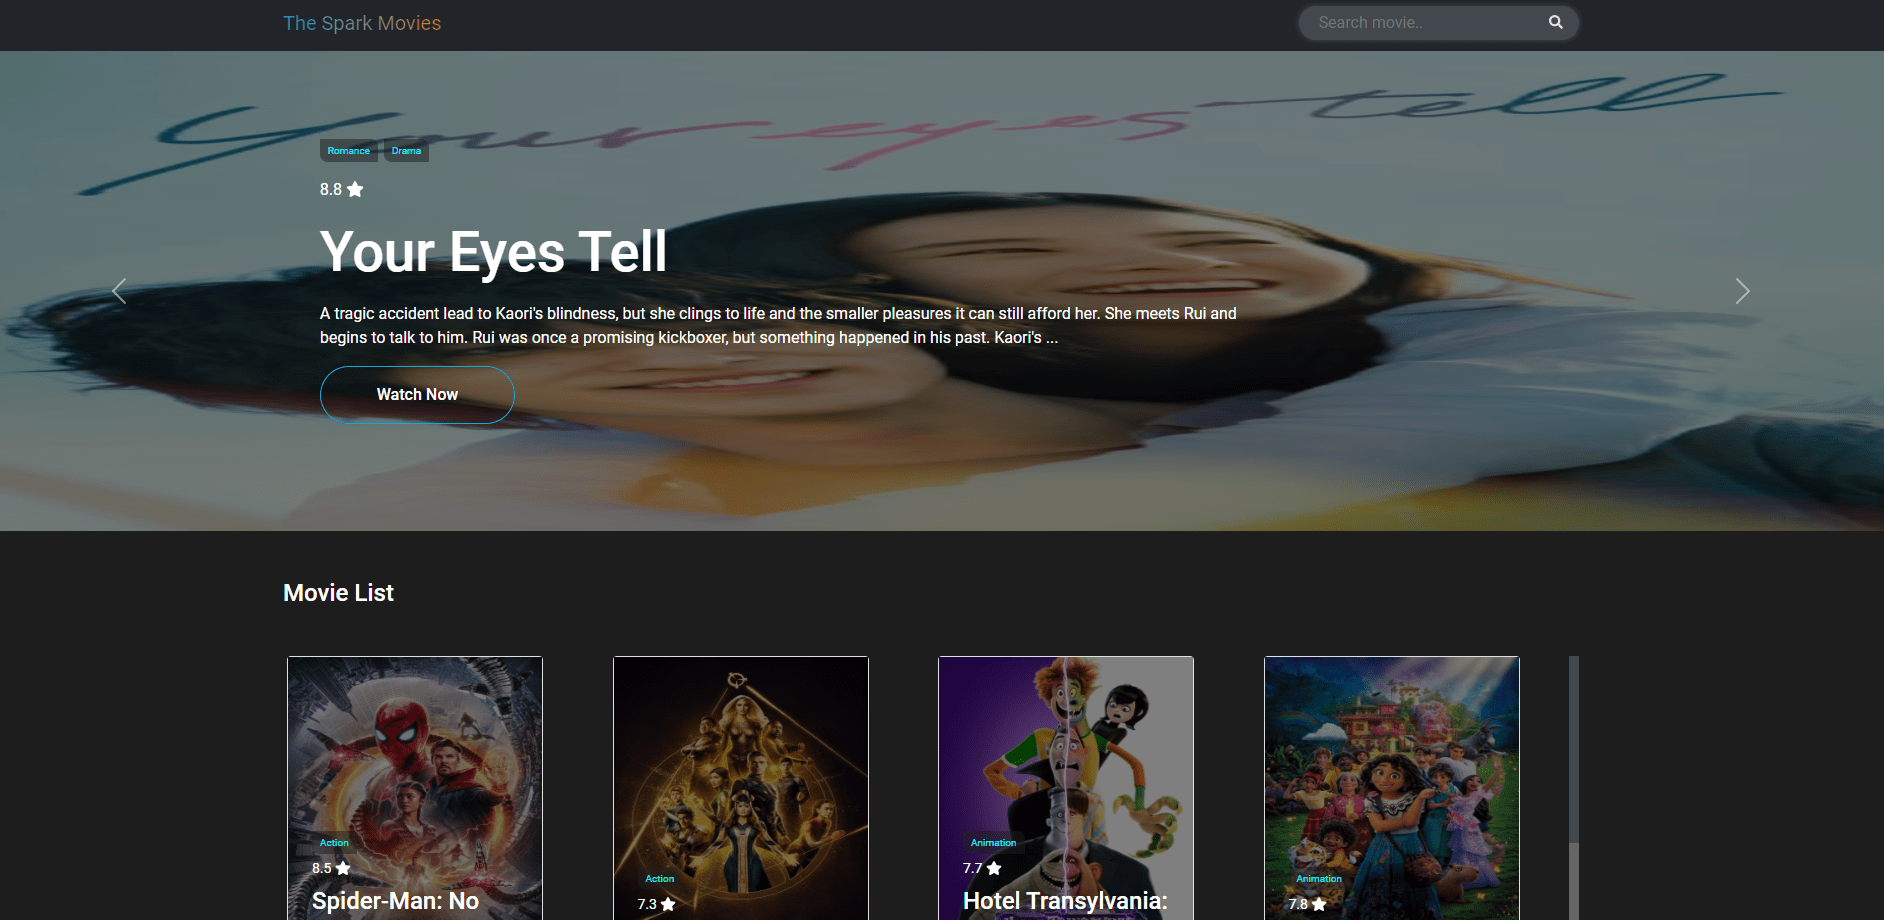 The Spark Movies
Search movie..
Your eyes tell
Romance Drama
8.8
Your Eyes Tell
A tragic accident lead to Kaori's blindness, but she clings to life and the smaller pleasures it can still afford her. She meets Rui and
begins to talk to him. Rui was once a promising kickboxer, but something happened in his past. Kaori's ...
Watch Now
Movie List
Action
8.5
Spider-Man: No
Action
7.3
Animation
7.7
Hotel Transylvania:
Animation
7.8